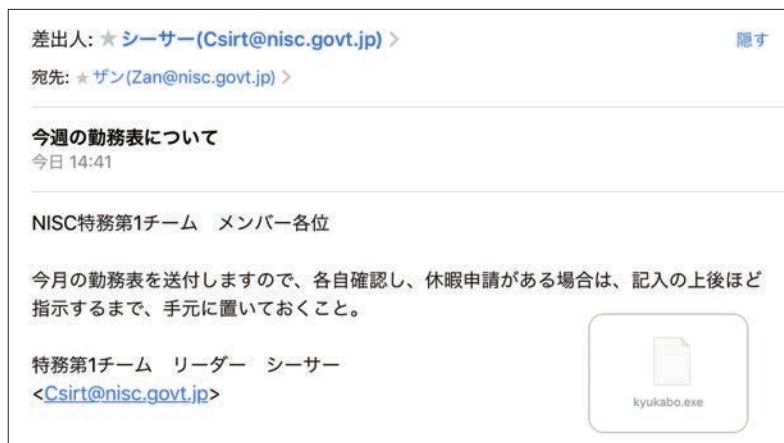 差出人: ★ シーサー(Csirt@nisc.govt.jp) > 隠す
宛先: ★ ザン(Zan@nisc.govt.jp) >
今週の勤務表について
今日 14:41
NISC特務第1チーム　メンバー各位
今月の勤務表を送付しますので、各自確認し、休暇申請がある場合は、記入の上後ほど
指示するまで、手元に置いておくこと。
特務第1チーム　リーダー　シーサー
<Csirt@nisc.govt.jp>
kyukabo.exe